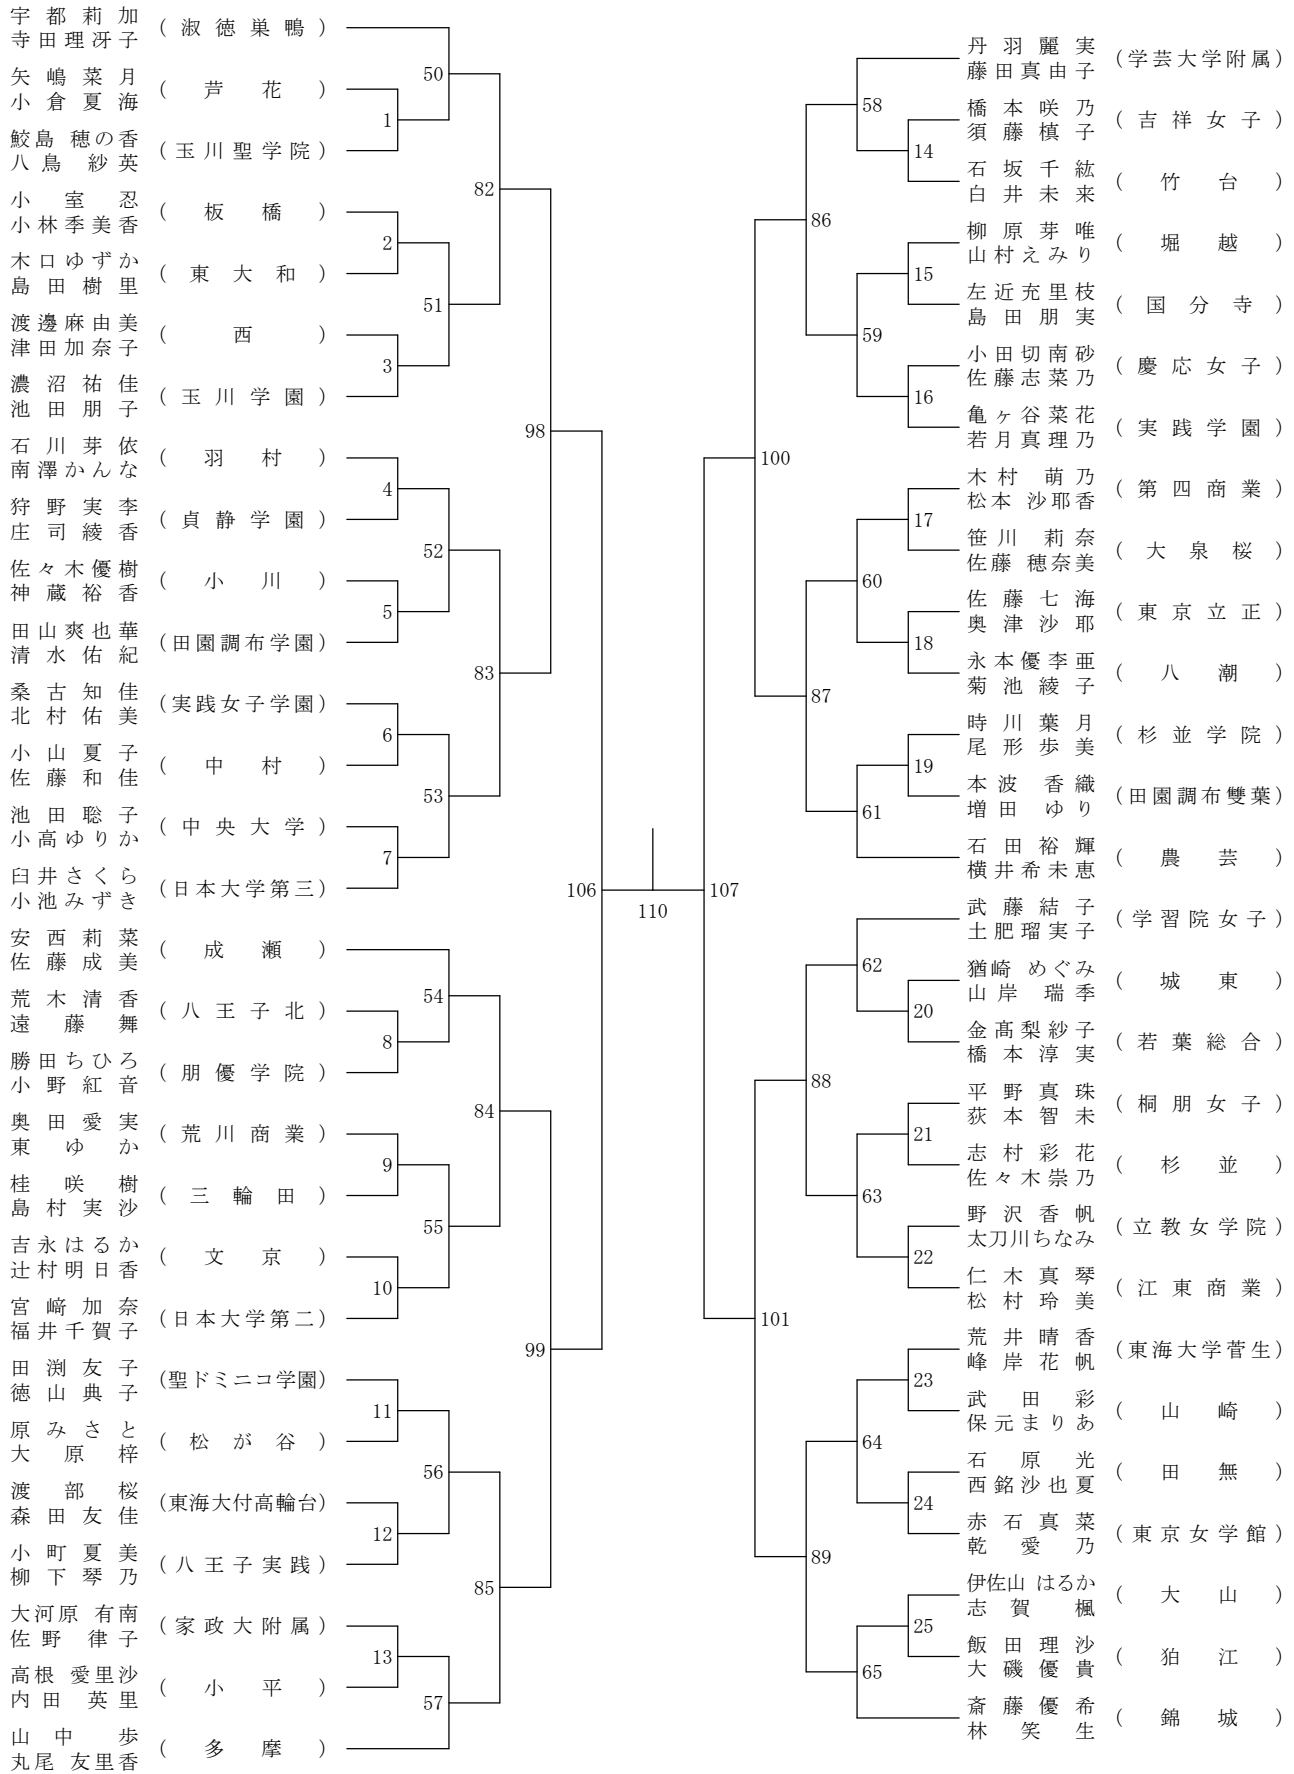 宇都莉加
寺田理冴子
(淑徳巣鴨)
矢嶋菜月
小倉夏海
(芦花)
鮫島 穂の香
八鳥 紗英
(玉川聖学院)
小室忍
小林季美香
(板橋)
木口ゆずか
島田樹里
(東大和)
渡邊麻由美
津田加奈子
(西)
濃沼祐佳
池田朋子
(玉川学園)
石川芽依
南澤かんな
(羽村)
狩野実李
庄司綾香
(貞静学園)
佐々木優樹
神蔵裕香
(小川)
田山爽也華
清水佑紀
(田園調布学園)
桑古知佳
北村佑美
(実践女子学園)
小山夏子
佐藤和佳
(中村)
池田聡子
小高ゆりか
(中央大学)
臼井さくら
小池みずき
(日本大学第三)
安西莉菜
佐藤成美
(成瀬)
荒木清香
遠藤舞
(八王子北)
勝田ちひろ
小野紅音
(朋優学院)
奥田愛実
東ゆか
(荒川商業)
桂咲樹
島村実沙
(三輪田)
吉永はるか
辻村明日香
(文京)
宮﨑加奈
福井千賀子
(日本大学第二)
田渕友子
徳山典子
(聖ドミニコ学園)
原みさと
大原梓
(松が谷)
渡部桜
森田友佳
(東海大付高輪台)
小町夏美
柳下琴乃
(八王子実践)
大河原 有南
佐野 律子
(家政大附属)
高根 愛里沙
内田 英里
(小平)
山中歩
丸尾 友里香
(多摩)
50
1
82
2
51
3
98
4
52
5
83
6
53
7
106
54
8
84
9
55
10
99
11
56
12
85
13
57
110
丹羽麗実
藤田真由子
(学芸大学附属)
橋本咲乃
須藤槙子
(吉祥女子)
石坂千紘
白井未来
(竹台)
柳原芽唯
山村えみり
(堀越)
左近充里枝
島田朋実
(国分寺)
小田切南砂
佐藤志菜乃
(慶応女子)
亀ヶ谷菜花
若月真理乃
(実践学園)
木村 萌乃
松本 沙耶香
(第四商業)
笹川 莉奈
佐藤 穂奈美
(大泉桜)
佐藤七海
奥津沙耶
(東京立正)
永本優李亜
菊池綾子
(八潮)
時川葉月
尾形歩美
(杉並学院)
本波 香織
増田 ゆり
(田園調布雙葉)
石田裕輝
横井希未恵
(農芸)
武藤結子
土肥瑠実子
(学習院女子)
猶崎 めぐみ
山岸 瑞季
(城東)
金髙梨紗子
橋本淳実
(若葉総合)
平野真珠
荻本智未
(桐朋女子)
志村彩花
佐々木崇乃
(杉並)
野沢香帆
太刀川ちなみ
(立教女学院)
仁木真琴
松村玲美
(江東商業)
荒井晴香
峰岸花帆
(東海大学菅生)
武田彩
保元まりあ
(山崎)
石原光
西銘沙也夏
(田無)
赤石真菜
乾愛乃
(東京女学館)
伊佐山 はるか
志賀 楓
(大山)
飯田理沙
大磯優貴
(狛江)
斎藤優希
林笑生
(錦城)
58
14
86
15
59
16
100
17
60
18
87
19
61
107
62
20
88
21
63
22
101
23
64
24
89
25
65